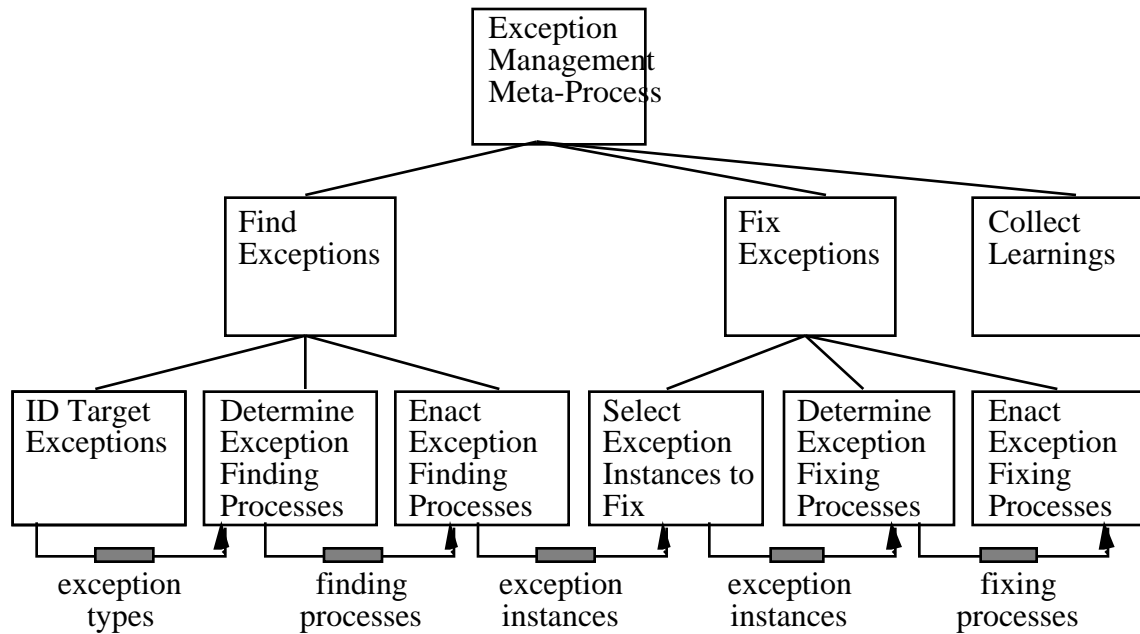 Exception
Management
Meta-Process
Find
Exceptions
Fix
Exceptions
Collect
Learnings
ID Target
Exceptions
Determine
Exception
Finding
Processes
Enact
Exception
Finding
Processes
Select
Exception
Instances to
Fix
Determine
Exception
Fixing
Processes
Enact
Exception
Fixing
Processes
exception
types
finding
processes
exception
instances
exception
instances
fixing
processes